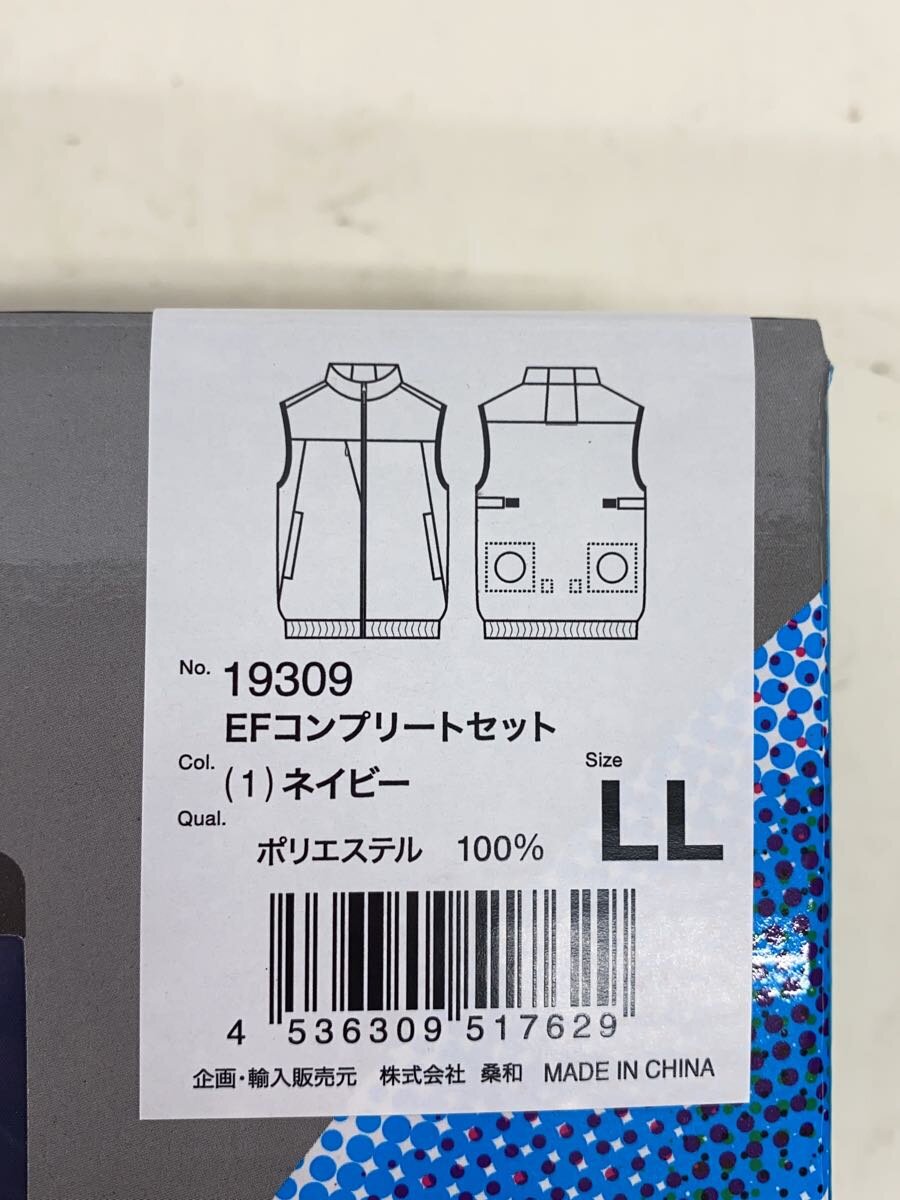 No. 19309
EFコンプリートセット
Col. (1)ネイビー
Size LL
Qual. ポリエステル 100%
4 536309 517629
企画・輸入販売元 株式会社 桑和 MADE IN CHINA